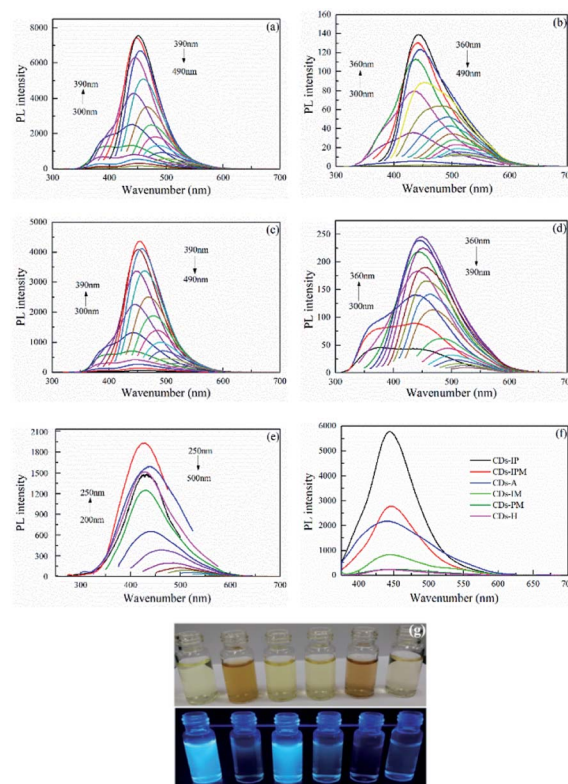 (a)
PL intensity
8000
6000
4000
2000
0
390nm
300nm
390nm
490nm
300 400 500 600 700
Wavenumber (nm)
(b)
PL intensity
160
140
120
100
80
60
40
20
0
360nm
300nm
360nm
490nm
300 400 500 600 700
Wavenumber (nm)
(c)
PL intensity
5000
4000
3000
2000
1000
0
390nm
300nm
390nm
490nm
300 400 500 600 700
Wavenumber (nm)
(d)
PL intensity
250
200
150
100
50
0
360nm
300nm
360nm
390nm
300 400 500 600 700
Wavenumber (nm)
(e)
PL intensity
2100
1800
1500
1200
900
600
300
0
250nm
200nm
250nm
500nm
300 400 500 600 700
Wavenumber (nm)
(f)
PL intensity
6000
5000
4000
3000
2000
1000
0
CDs-IP
CDs-IPM
CDs-A
CDs-IM
CDs-PM
CDs-H
400 450 500 550 600 650 700
Wavenumber (nm)
(g)